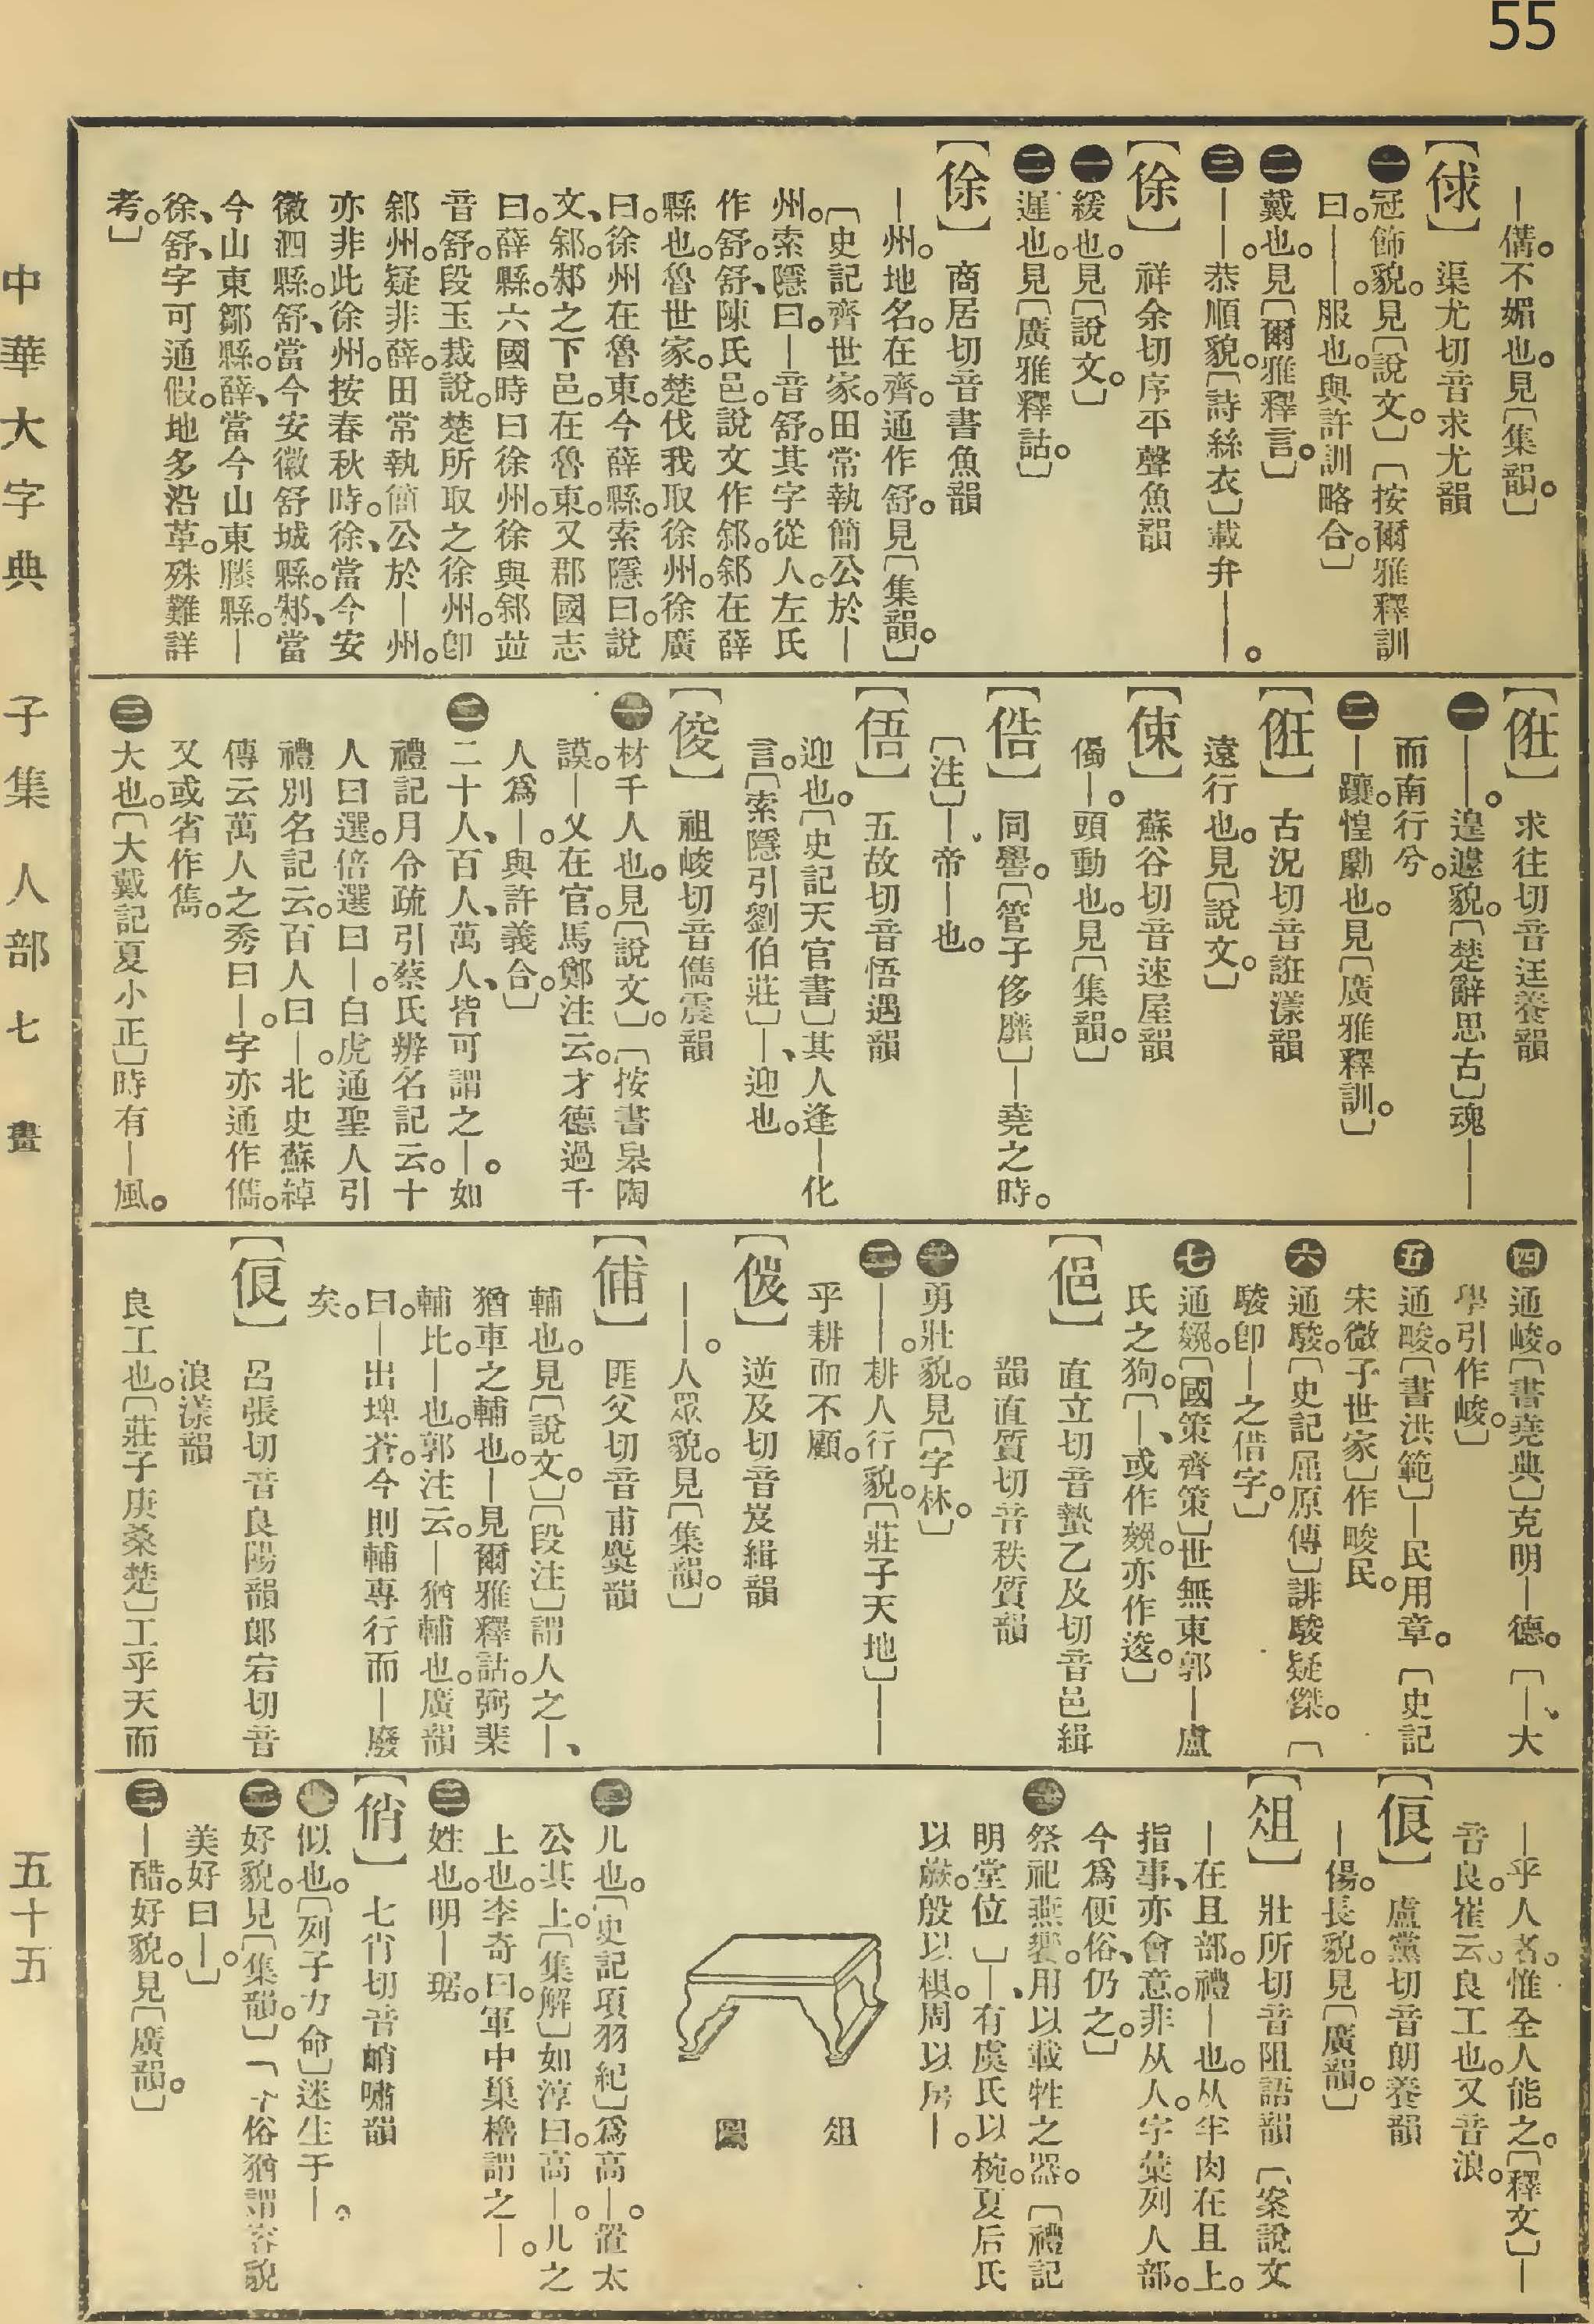 55
｜傋。不媚也。見〔集韻。〕
〔俅〕 渠尤切音求尤韻
㊀冠飾貌。見〔說文。〕〔按爾雅釋訓
曰。｜｜服也。與許訓略合。〕
㊁戴也。見〔爾雅釋言。〕
㊂｜｜。恭順貌。〔詩絲衣〕載弁｜｜。
〔徐〕 祥余切序平聲魚韻
㊀緩也。見〔說文。〕
㊁遲也。見〔廣雅釋詁。〕
〔俆〕 商居切音書魚韻
｜州。地名。在齊。通作舒。見〔集韻。〕
〔史記齊世家。田常執簡公於｜
州。索隱曰。｜音舒。其字從人。左氏
作舒。舒、陳氏邑。說文作䣄。䣄在薛
縣也。魯世家。楚伐我取徐州。徐廣
曰。徐州在魯東。今薛縣。索隱曰。說
文、䣄。邾之下邑。在魯東。又郡國志
曰。薛縣。六國時曰徐州。徐與䣄並
音舒。段玉裁說。楚所取之徐州。卽
䣄州。疑非薛。田常執簡公於｜州。
亦非此徐州。按春秋時。徐、當今安
徽泗縣。舒、當今安徽舒城縣。邾、當
今山東鄒縣。薛、當今山東滕縣。｜
徐、舒、字可通假。地多沿革。殊難詳
考。〕
〔俇〕 求往切音迋養韻
㊀｜｜。遑遽貌。〔楚辭思古〕魂｜｜
而南行兮。
㊁｜躟。惶勮也。見〔廣雅釋訓。〕
〔俇〕 古況切音誑漾韻
遠行也。見〔說文。〕
〔㑛〕 蘇谷切音速屋韻
㑔｜。頭動也。見〔集韻。〕
〔俈〕 同嚳。〔管子侈靡〕｜堯之時。
〔注〕｜、帝｜也。
〔俉〕 五故切音悟遇韻
迎也。〔史記天官書〕其人逢｜化
言。〔索隱引劉伯莊〕｜、迎也。
〔俊〕 祖峻切音儁震韻
㊀材千人也。見〔說文〕。〔按書皋陶
謨。｜乂在官。馬鄭注云。才德過千
人爲｜。與許義合。〕
㊁二十人、百人、萬人、皆可謂之｜。如
禮記月令疏引蔡氏辨名記云。十
人曰選。倍選曰｜。白虎通聖人引
禮別名記云。百人曰｜。北史蘇綽
傳云萬人之秀曰｜。字亦通作儁。
又或省作雋。
㊂大也。〔大戴記夏小正〕時有｜風。
㊃通峻。〔書堯典〕克明｜德。〔｜、大
學引作峻。〕
㊄通畯。〔書洪範〕｜民用章。〔史記
宋微子世家〕作畯民。
㊅通駿。〔史記屈原傳〕誹駿疑傑。〔
駿卽｜之借字。〕
㊆通㕙。〔國策齊策〕世無東郭｜盧
氏之狗。〔｜、或作㕙。亦作逡。〕
〔俋〕 直立切音蟄乙及切音邑緝
韻直質切音秩質韻
㊀勇壯貌。見〔字林。〕
㊁｜｜。耕人行貌。〔莊子天地〕｜｜
乎耕而不顧。
〔㑙〕 逆及切音岌緝韻
｜｜。人眾貌。見〔集韻。〕
〔俌〕 匪父切音甫麌韻
輔也。見〔說文。〕〔段注〕謂人之｜、
猶車之輔也。｜見爾雅釋詁。弼棐
輔比。｜也。郭注云。｜猶輔也。廣韻
曰。｜出埤蒼。今則輔專行而｜廢
矣。
〔俍〕 呂張切音良陽韻郞宕切音
浪漾韻
良工也。〔莊子庚桑楚〕工乎天而
｜乎人者。惟全人能之。〔釋文〕｜
音良。崔云。良工也。又音浪。
〔俍〕 盧黨切音朗養韻
｜傷。長貌。見〔廣韻。〕
〔俎〕 壯所切音阻語韻〔案說文
｜在且部。禮｜也。从半肉在且上。
指事、亦會意。非从人。字彙列人部。
今爲便俗、仍之。〕
㊀祭祀燕饗。用以載牲之器。〔禮記
明堂位〕｜、有虞氏以梡。夏后氏
以嶡。殷以椇。周以房｜。
俎圖
㊁几也。〔史記項羽紀〕爲高｜。置太
公其上。〔集解〕如淳曰。高｜。几之
上也。李奇曰。軍中巢櫓謂之｜。
㊂姓也。明｜琚。
〔俏〕 七肖切音峭嘯韻
㊀似也。〔列子力命〕迷生于｜。
㊁好貌。見〔集韻。〕〔今俗猶謂容貌
美好曰｜。〕
㊂｜酷。好貌。見〔廣韻。〕
中華大字典 子集 人部 七畫 五十五